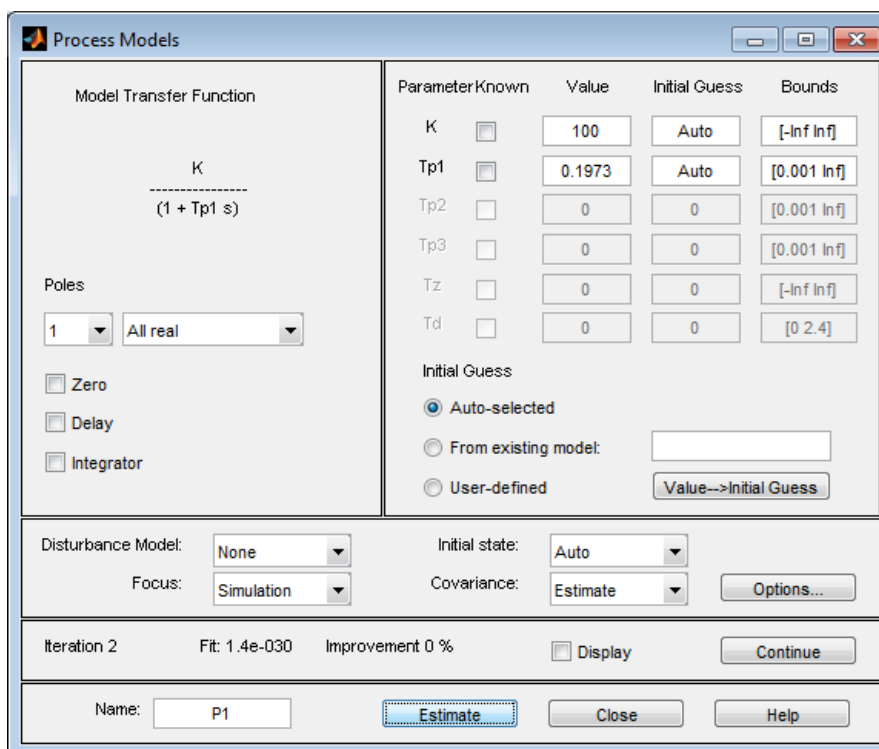 Process Models
Model Transfer Function
K
----------------
(1 + Tp1 s)
Poles
1 All real
Zero
Delay
Integrator
Parameter Known Value Initial Guess Bounds
K 100 Auto [-Inf Inf]
Tp1 0.1973 Auto [0.001 Inf]
Tp2 0 0 [0.001 Inf]
Tp3 0 0 [0.001 Inf]
Tz 0 0 [-Inf Inf]
Td 0 0 [0 2.4]
Initial Guess
Auto-selected
From existing model:
User-defined Value-->Initial Guess
Disturbance Model: None Initial state: Auto
Focus: Simulation Covariance: Estimate Options...
Iteration 2 Fit: 1.4e-030 Improvement 0 % Display Continue
Name: P1 Estimate Close Help